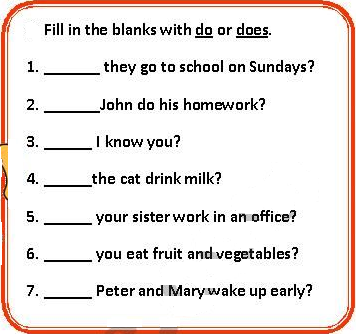 Fill in the blanks with do or does.
1. _______ they go to school on Sundays?
2. _______John do his homework?
3. ______ I know you?
4. ______the cat drink milk?
5. ______ your sister work in an office?
6. ______ you eat fruit and vegetables?
7. ______ Peter and Mary wake up early?